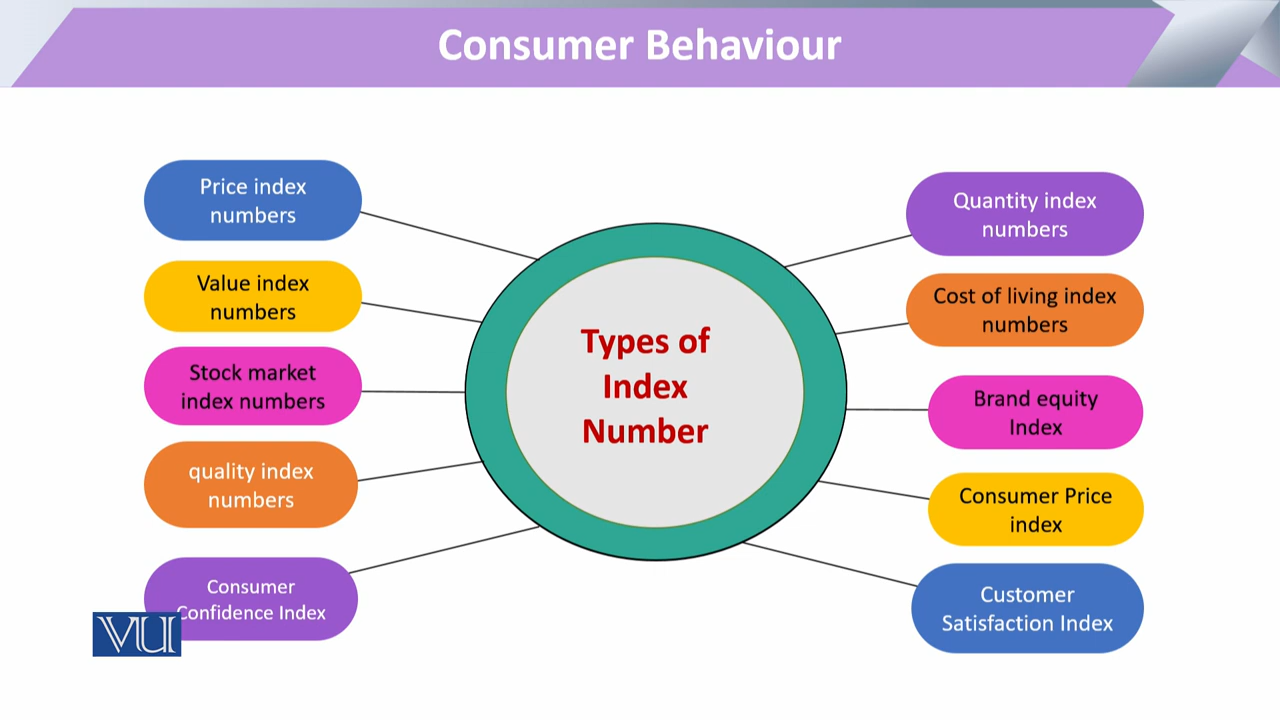 Consumer Behaviour
Price index
numbers
Value index
numbers
Stock market
index numbers
quality index
numbers
Consumer
Confidence Index
Types of
Index
Number
Quantity index
numbers
Cost of living index
numbers
Brand equity
Index
Consumer Price
index
Customer
Satisfaction Index
VU